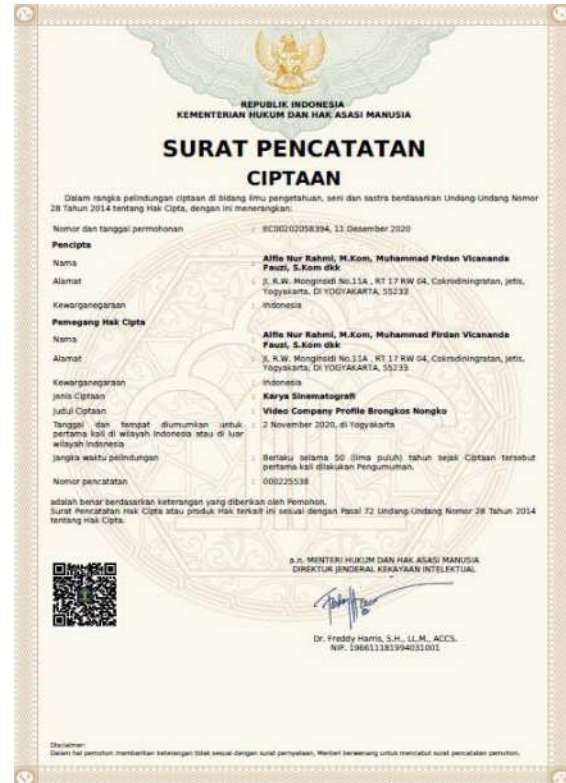 REPUBLIK INDONESIA
KEMENTERIAN HUKUM DAN HAK ASASI MANUSIA
SURAT PENCATATAN
CIPTAAN
Dalam rangka pelindungan ciptaan di bidang ilmu pengetahuan, seni dan sastra berdasarkan Undang-Undang Nomor
28 Tahun 2014 tentang Hak Cipta, dengan ini menerangkan:
Nomor dan tanggal permohonan : EC00202058394, 11 Desember 2020
Pencipta
Nama : Alfie Nur Rahmi, M.Kom, Muhammad Firdan Vicananda
Fauzi, S.Kom dkk
Alamat : Jl. R.W. Monginsidi No.11A , RT 17 RW 04, Cokrodiningratan, Jetis,
Yogyakarta, DI YOGYAKARTA, 55233
Kewarganegaraan : Indonesia
Pemegang Hak Cipta
Nama : Alfie Nur Rahmi, M.Kom, Muhammad Firdan Vicananda
Fauzi, S.Kom dkk
Alamat : Jl. R.W. Monginsidi No.11A , RT 17 RW 04, Cokrodiningratan, Jetis,
Yogyakarta, DI YOGYAKARTA, 55233
Kewarganegaraan : Indonesia
Jenis Ciptaan : Karya Sinematografi
Judul Ciptaan : Video Company Profile Brongkos Nongko
Tanggal dan tempat diumumkan untuk : 2 November 2020, di Yogyakarta
pertama kali di wilayah Indonesia atau di luar
wilayah Indonesia
Jangka waktu pelindungan : Berlaku selama 50 (lima puluh) tahun sejak Ciptaan tersebut
pertama kali dilakukan Pengumuman.
Nomor pencatatan : 000225538
adalah benar berdasarkan keterangan yang diberikan oleh Pemohon.
Surat Pencatatan Hak Cipta atau produk Hak terkait ini sesuai dengan Pasal 72 Undang-Undang Nomor 28 Tahun 2014
tentang Hak Cipta.
a.n. MENTERI HUKUM DAN HAK ASASI MANUSIA
DIREKTUR JENDERAL KEKAYAAN INTELEKTUAL
Dr. Freddy Harris, S.H., LL.M., ACCS.
NIP. 196611181994031001
Disclaimer:
Dalam hal pemohon memberikan keterangan tidak sesuai dengan surat pernyataan, Menteri berwenang untuk mencabut surat pencatatan permohonan.